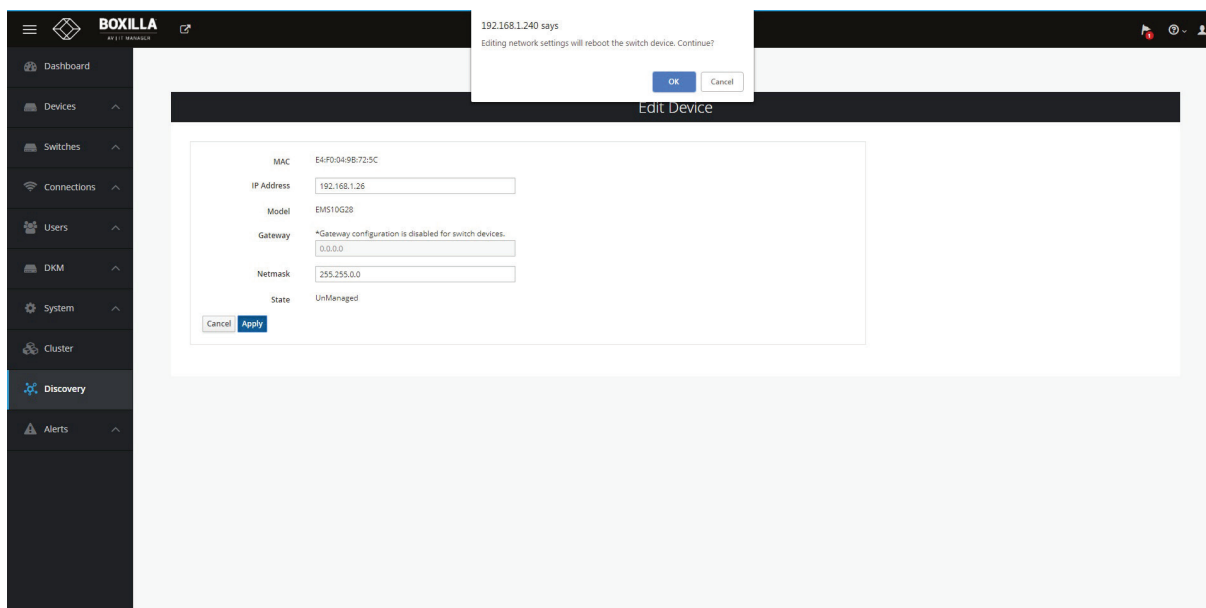 BOXILLA
AV | IT MANAGER
192.168.1.240 says
Editing network settings will reboot the switch device. Continue?
OK Cancel
1
Dashboard
Devices
Switches
Connections
Users
DKM
System
Cluster
Discovery
Alerts
Edit Device
MAC E4:F0:04:9B:72:5C
IP Address 192.168.1.26
Model EMS10G28
Gateway *Gateway configuration is disabled for switch devices.
0.0.0.0
Netmask 255.255.0.0
State UnManaged
Cancel Apply